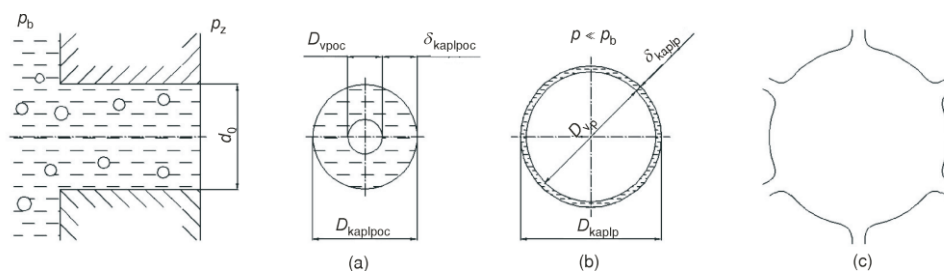 p_b
p_z
d_0
D_vpoc
δ_kaplpoc
D_kaplpoc
(a)
p ≪ p_b
δ_kaplp
D_vp
D_kaplp
(b)
(c)